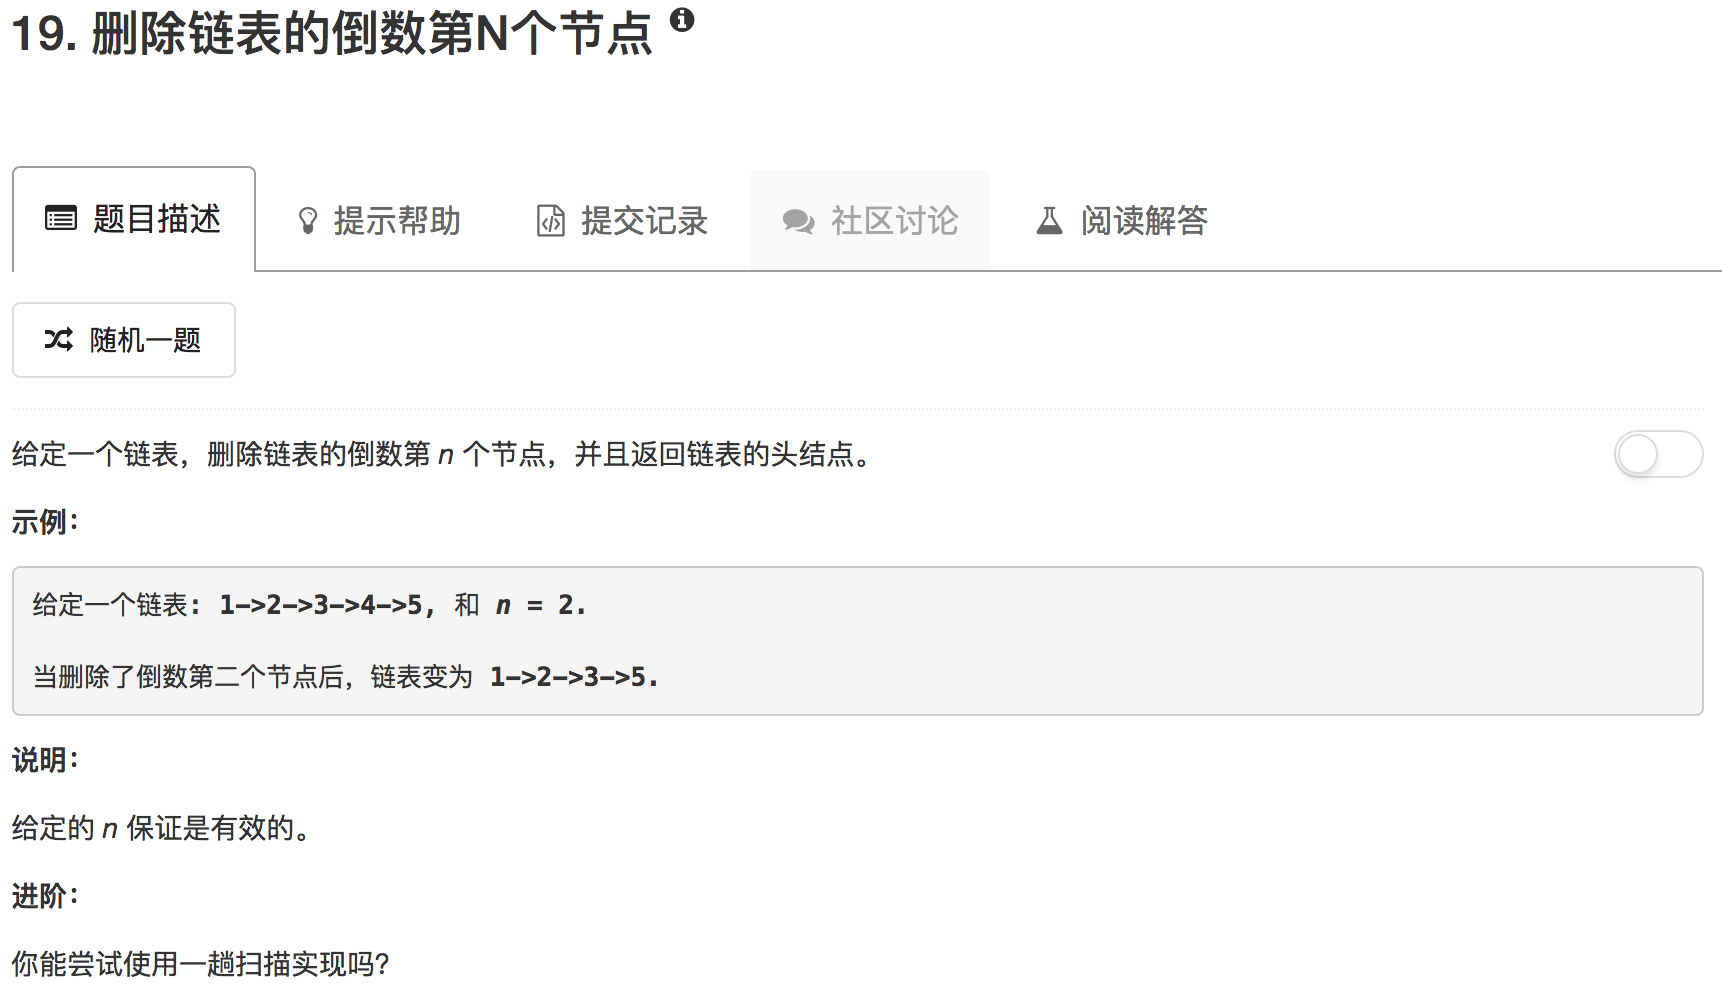 19. 删除链表的倒数第N个节点
题目描述 提示帮助 提交记录 社区讨论 阅读解答
随机一题
给定一个链表，删除链表的倒数第 n 个节点，并且返回链表的头结点。
示例：
给定一个链表: 1->2->3->4->5, 和 n = 2.
当删除了倒数第二个节点后，链表变为 1->2->3->5.
说明：
给定的 n 保证是有效的。
进阶：
你能尝试使用一趟扫描实现吗？